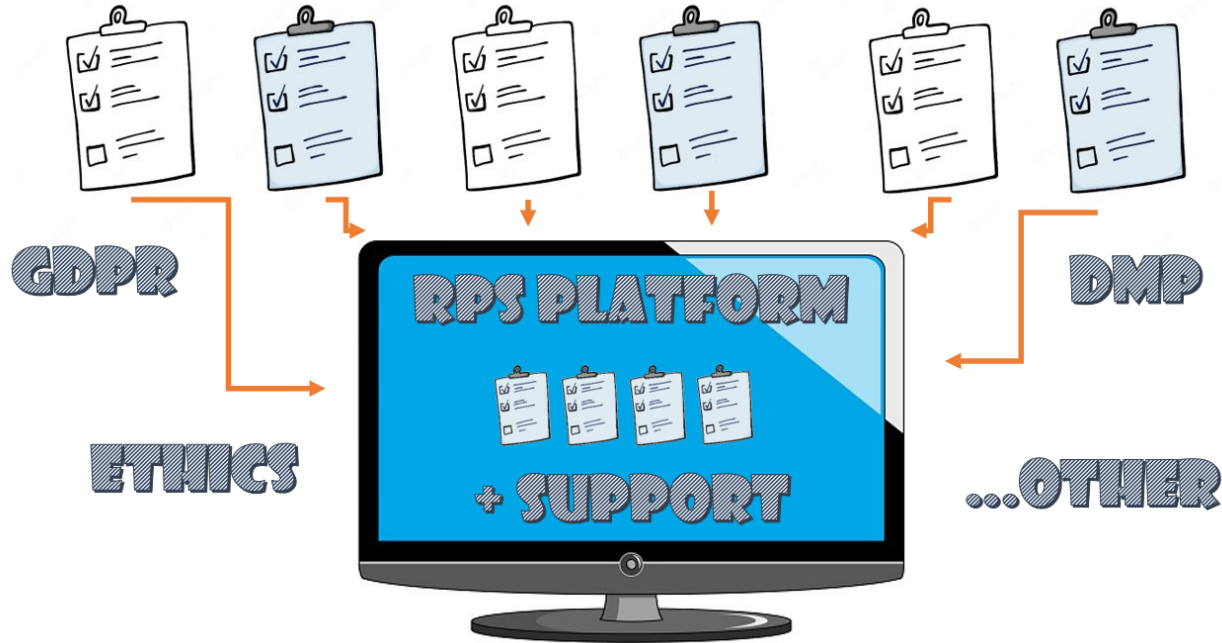 GDPR
RPS PLATFORM
DMP
ETHICS
+ SUPPORT
...OTHER